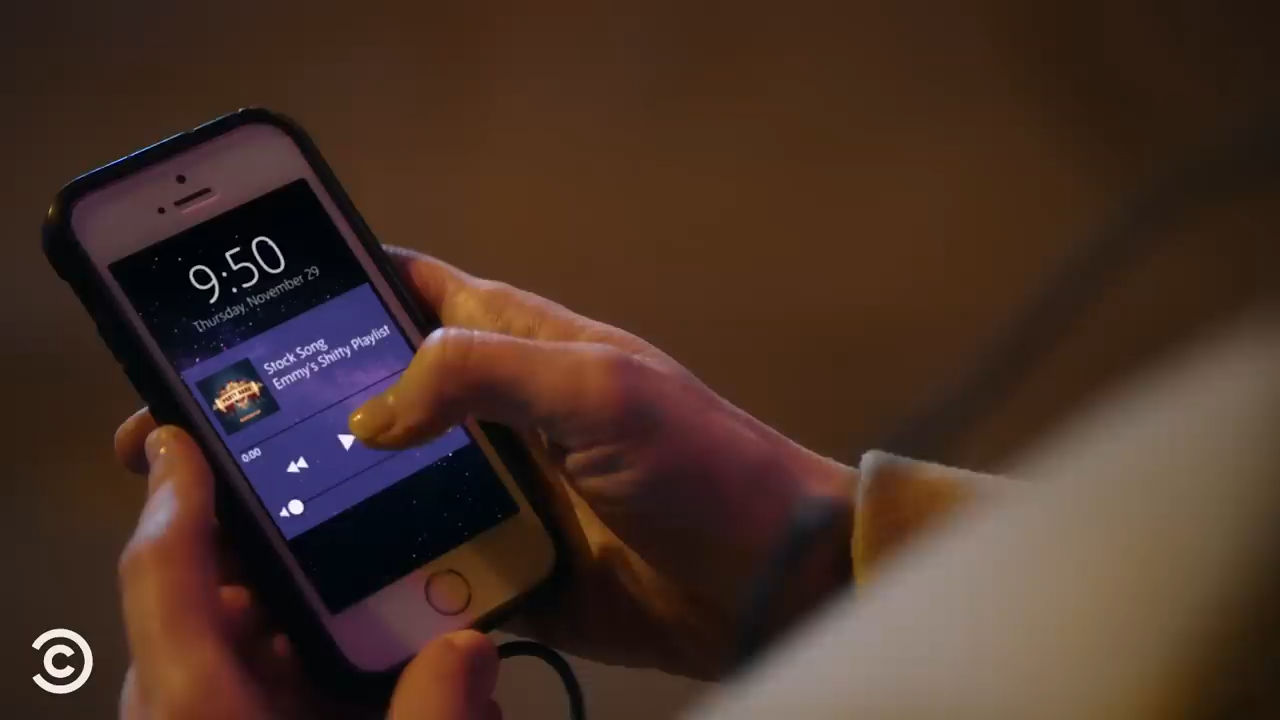 9:50
Thursday, November 29
Stock Song
Emmy's Shitty Playlist
0:00